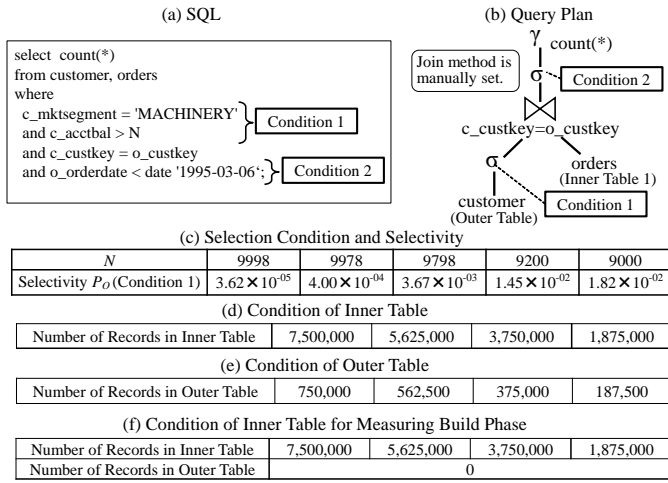 (a) SQL
select count(*)
from customer, orders
where
c_mktsegment = 'MACHINERY'
and c_acctbal > N
and c_custkey = o_custkey
and o_orderdate < date '1995-03-06‘;
Condition 1
Condition 2
(b) Query Plan
γ count(*)
Join method is
manually set.
σ
Condition 2
c_custkey=o_custkey
σ
orders
(Inner Table 1)
customer
(Outer Table)
Condition 1
(c) Selection Condition and Selectivity
N 9998 9978 9798 9200 9000
Selectivity P_O (Condition 1) 3.62×10^-05 4.00×10^-04 3.67×10^-03 1.45×10^-02 1.82×10^-02
(d) Condition of Inner Table
Number of Records in Inner Table 7,500,000 5,625,000 3,750,000 1,875,000
(e) Condition of Outer Table
Number of Records in Outer Table 750,000 562,500 375,000 187,500
(f) Condition of Inner Table for Measuring Build Phase
Number of Records in Inner Table 7,500,000 5,625,000 3,750,000 1,875,000
Number of Records in Outer Table 0